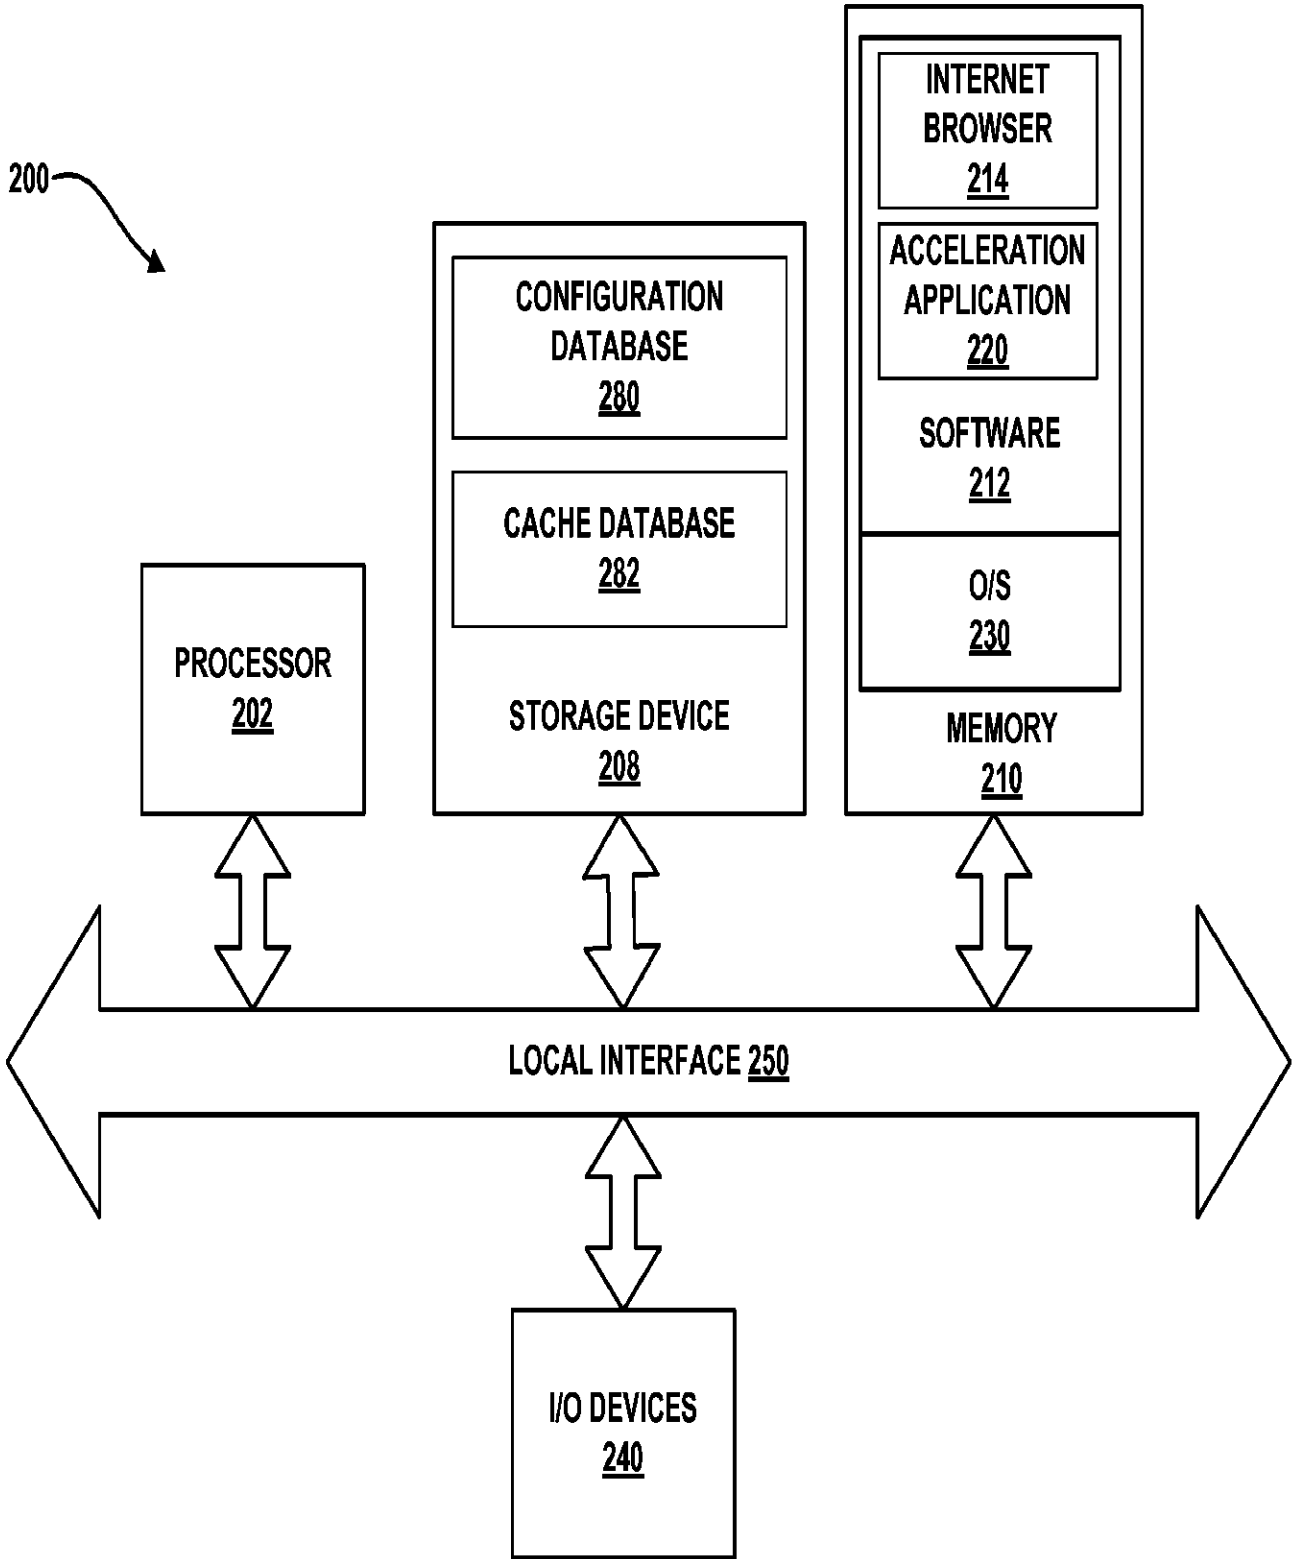 200
PROCESSOR
202
CONFIGURATION
DATABASE
280
CACHE DATABASE
282
STORAGE DEVICE
208
INTERNET
BROWSER
214
ACCELERATION
APPLICATION
220
SOFTWARE
212
O/S
230
MEMORY
210
LOCAL INTERFACE 250
I/O DEVICES
240